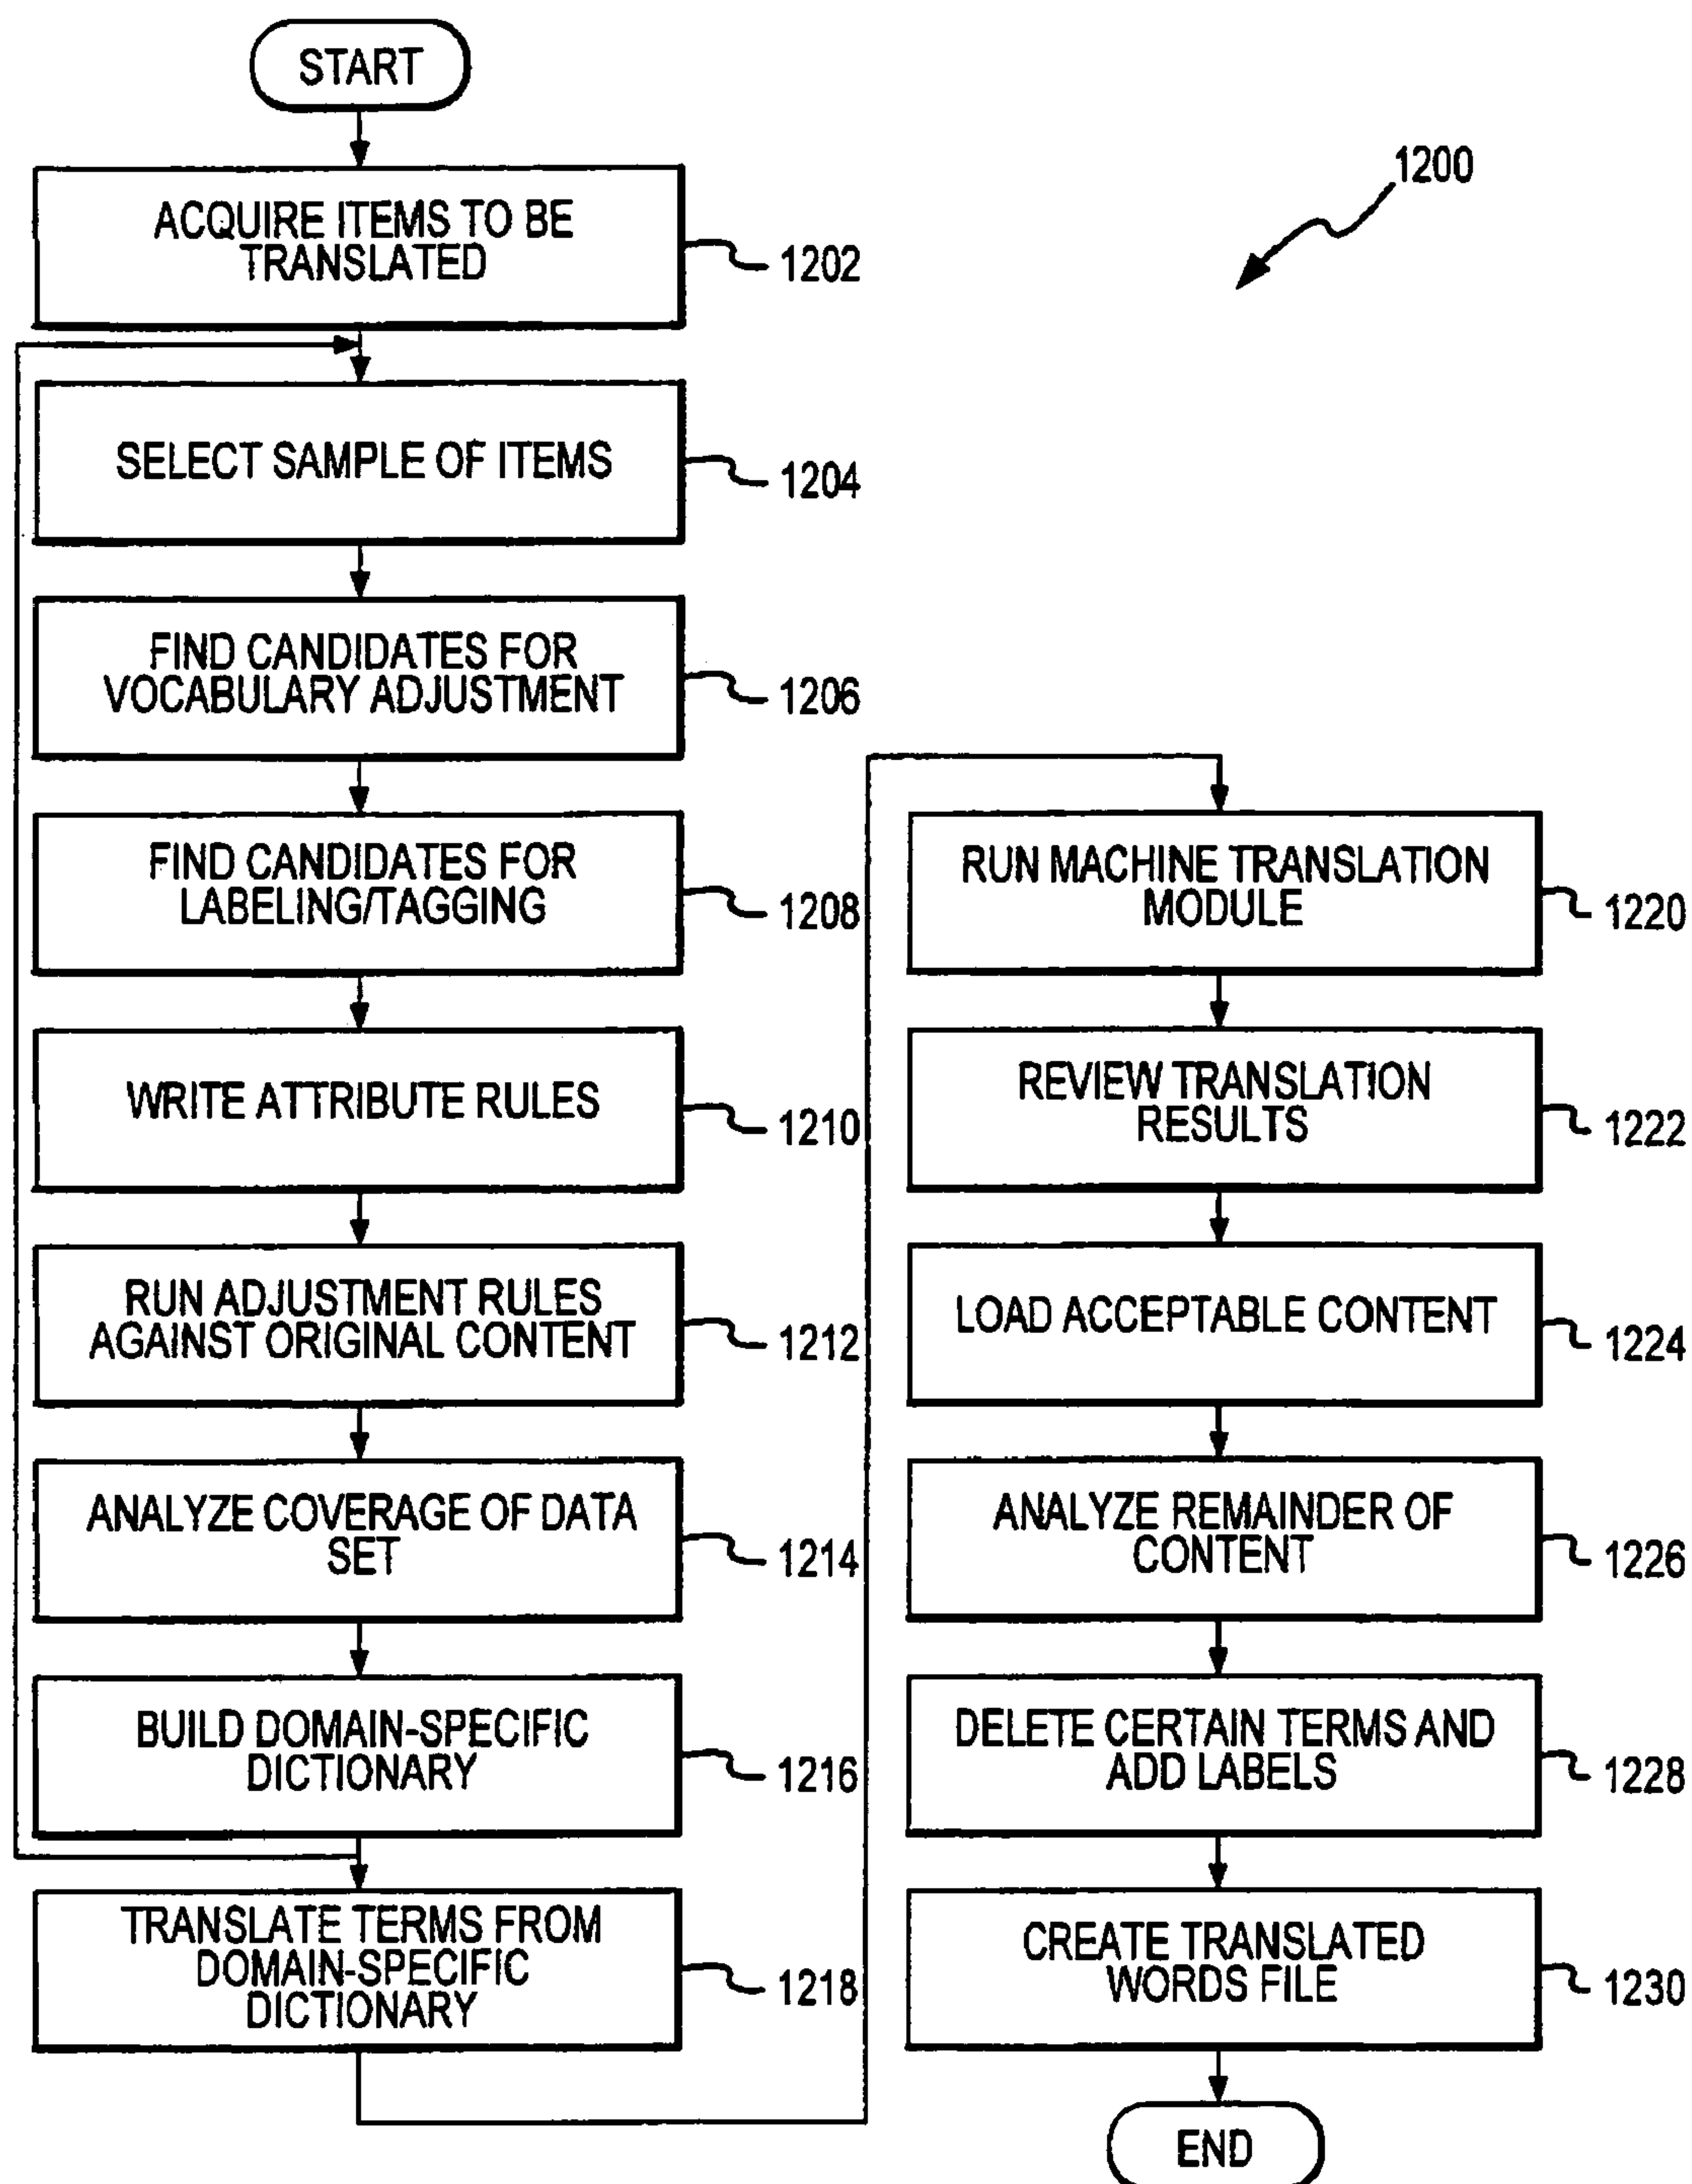 START
1200
ACQUIRE ITEMS TO BE
TRANSLATED
1202
SELECT SAMPLE OF ITEMS
1204
FIND CANDIDATES FOR
VOCABULARY ADJUSTMENT
1206
FIND CANDIDATES FOR
LABELING/TAGGING
1208
WRITE ATTRIBUTE RULES
1210
RUN ADJUSTMENT RULES
AGAINST ORIGINAL CONTENT
1212
ANALYZE COVERAGE OF DATA
SET
1214
BUILD DOMAIN-SPECIFIC
DICTIONARY
1216
TRANSLATE TERMS FROM
DOMAIN-SPECIFIC
DICTIONARY
1218
RUN MACHINE TRANSLATION
MODULE
1220
REVIEW TRANSLATION
RESULTS
1222
LOAD ACCEPTABLE CONTENT
1224
ANALYZE REMAINDER OF
CONTENT
1226
DELETE CERTAIN TERMS AND
ADD LABELS
1228
CREATE TRANSLATED
WORDS FILE
1230
END